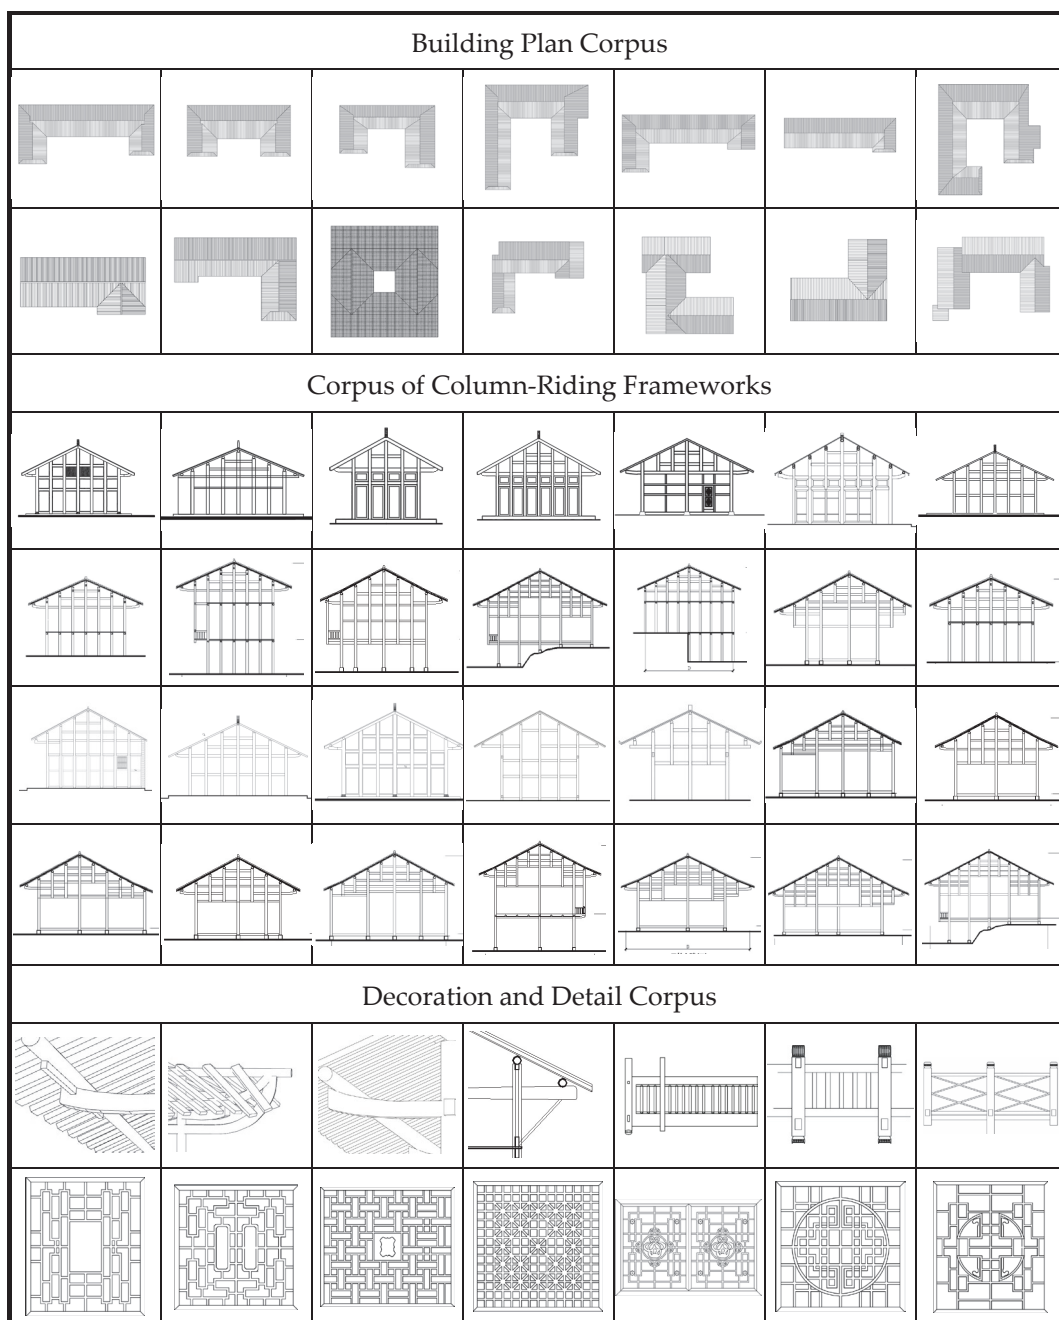 Building Plan Corpus
Corpus of Column-Riding Frameworks
Decoration and Detail Corpus